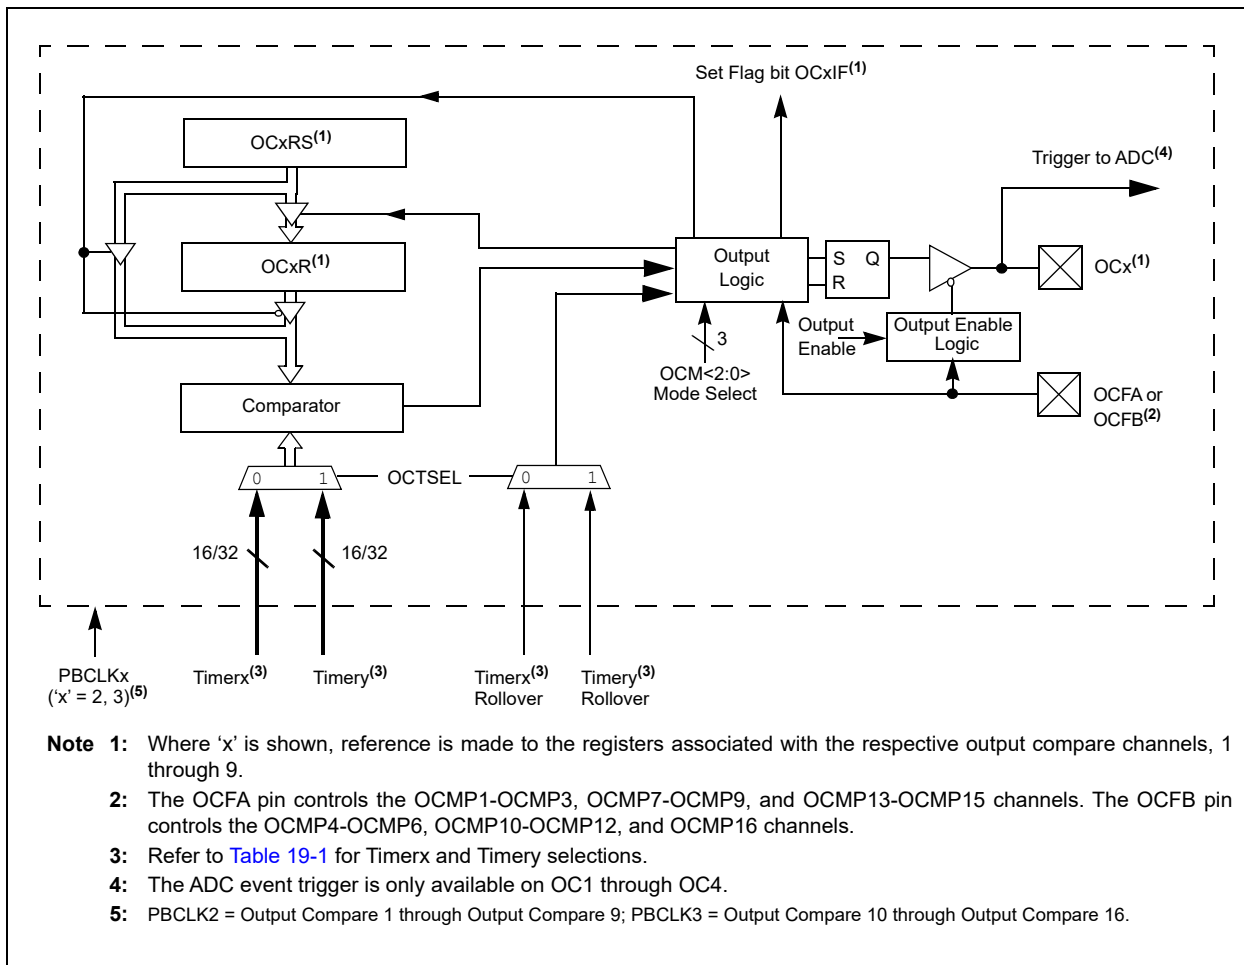 Set Flag bit OCxIF(1)
OCxRS(1)
Trigger to ADC(4)
OCxR(1)
Output
Logic
S Q
R
OCx(1)
Output
Enable
Output Enable
Logic
3
OCM<2:0>
Mode Select
Comparator
OCFA or
OCFB(2)
0 1
OCTSEL
0 1
16/32
16/32
PBCLKx
(‘x’ = 2, 3)(5)
Timerx(3)
Timery(3)
Timerx(3)
Rollover
Timery(3)
Rollover
Note 1: Where ‘x’ is shown, reference is made to the registers associated with the respective output compare channels, 1
through 9.
2: The OCFA pin controls the OCMP1-OCMP3, OCMP7-OCMP9, and OCMP13-OCMP15 channels. The OCFB pin
controls the OCMP4-OCMP6, OCMP10-OCMP12, and OCMP16 channels.
3: Refer to Table 19-1 for Timerx and Timery selections.
4: The ADC event trigger is only available on OC1 through OC4.
5: PBCLK2 = Output Compare 1 through Output Compare 9; PBCLK3 = Output Compare 10 through Output Compare 16.